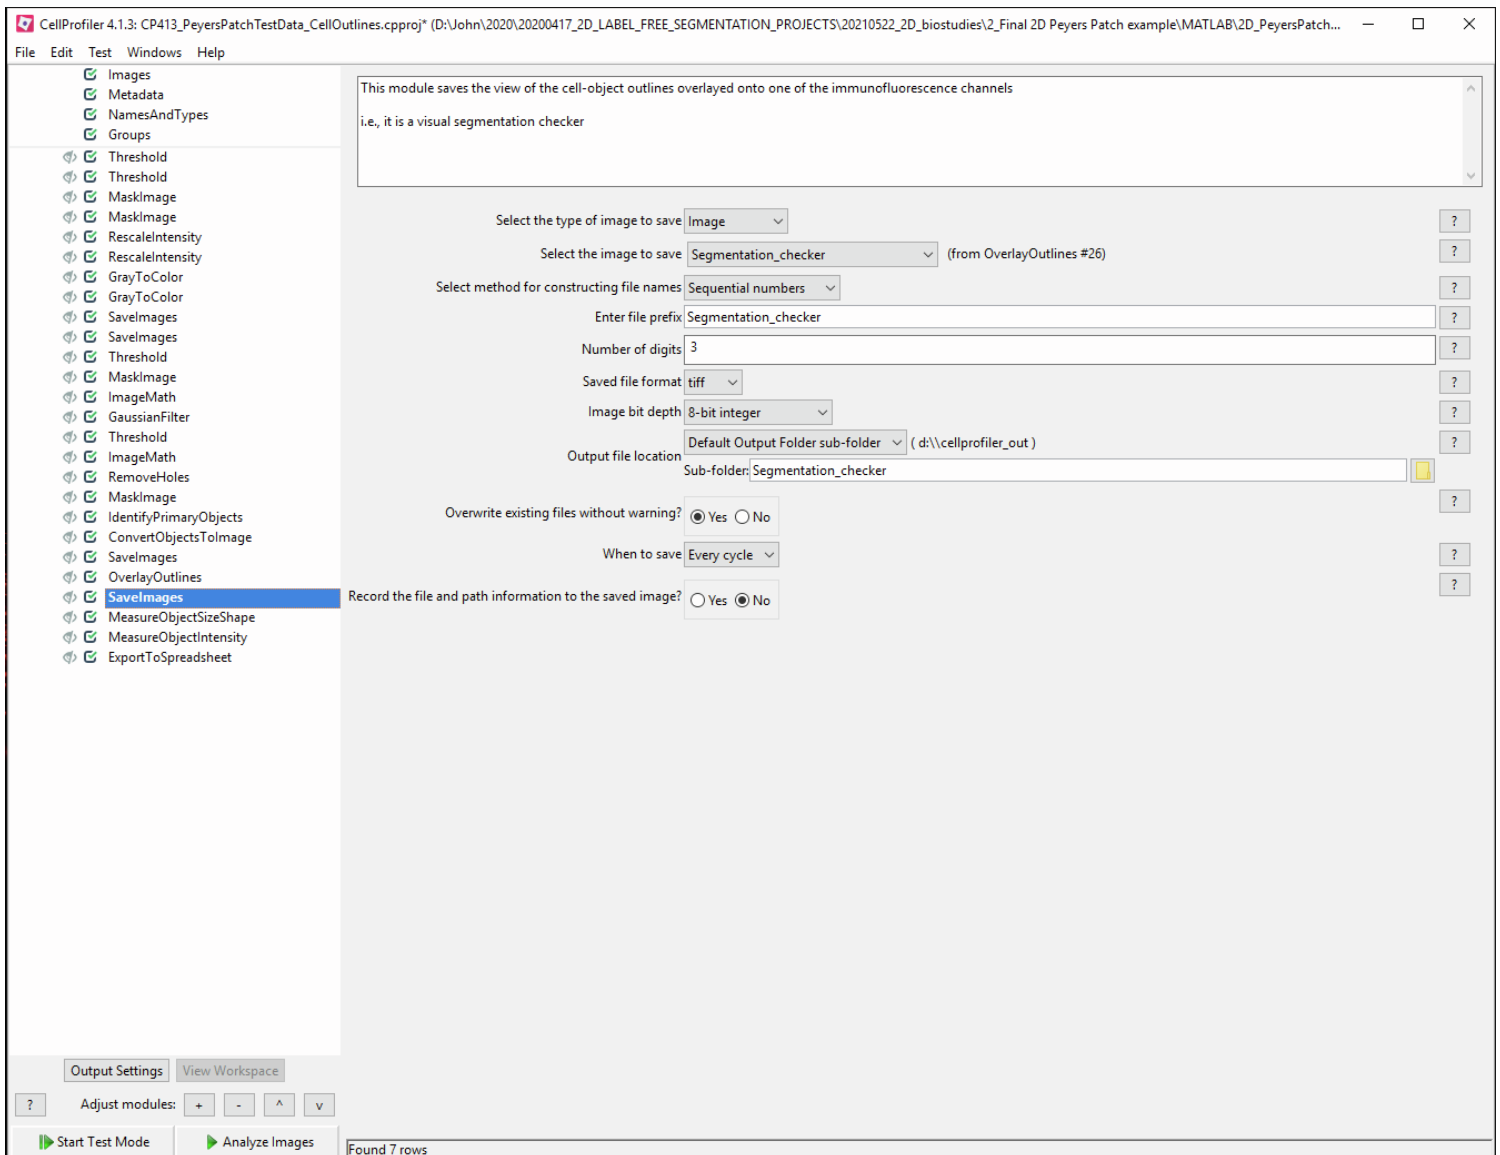 CellProfiler 4.1.3: CP413_PeyersPatchTestData_CellOutlines.cpproj* (D:\John\2020\20200417_2D_LABEL_FREE_SEGMENTATION_PROJECTS\20210522_2D_biostudies\2_Final 2D Peyers Patch example\MATLAB\2D_PeyersPatch...
File Edit Test Windows Help
Images
Metadata
NamesAndTypes
Groups
Threshold
Threshold
MaskImage
MaskImage
RescaleIntensity
RescaleIntensity
GrayToColor
GrayToColor
SaveImages
SaveImages
Threshold
MaskImage
ImageMath
GaussianFilter
Threshold
ImageMath
RemoveHoles
MaskImage
IdentifyPrimaryObjects
ConvertObjectsToImage
SaveImages
OverlayOutlines
SaveImages
MeasureObjectSizeShape
MeasureObjectIntensity
ExportToSpreadsheet
Output Settings View Workspace
? Adjust modules: + - ^ v
Start Test Mode Analyze Images
This module saves the view of the cell-object outlines overlayed onto one of the immunofluorescence channels
i.e., it is a visual segmentation checker
Select the type of image to save Image ?
Select the image to save Segmentation_checker (from OverlayOutlines #26) ?
Select method for constructing file names Sequential numbers ?
Enter file prefix Segmentation_checker ?
Number of digits 3 ?
Saved file format tiff ?
Image bit depth 8-bit integer ?
Output file location Default Output Folder sub-folder ( d:\\cellprofiler_out ) ?
Sub-folder: Segmentation_checker
Overwrite existing files without warning? Yes No ?
When to save Every cycle ?
Record the file and path information to the saved image? Yes No ?
Found 7 rows